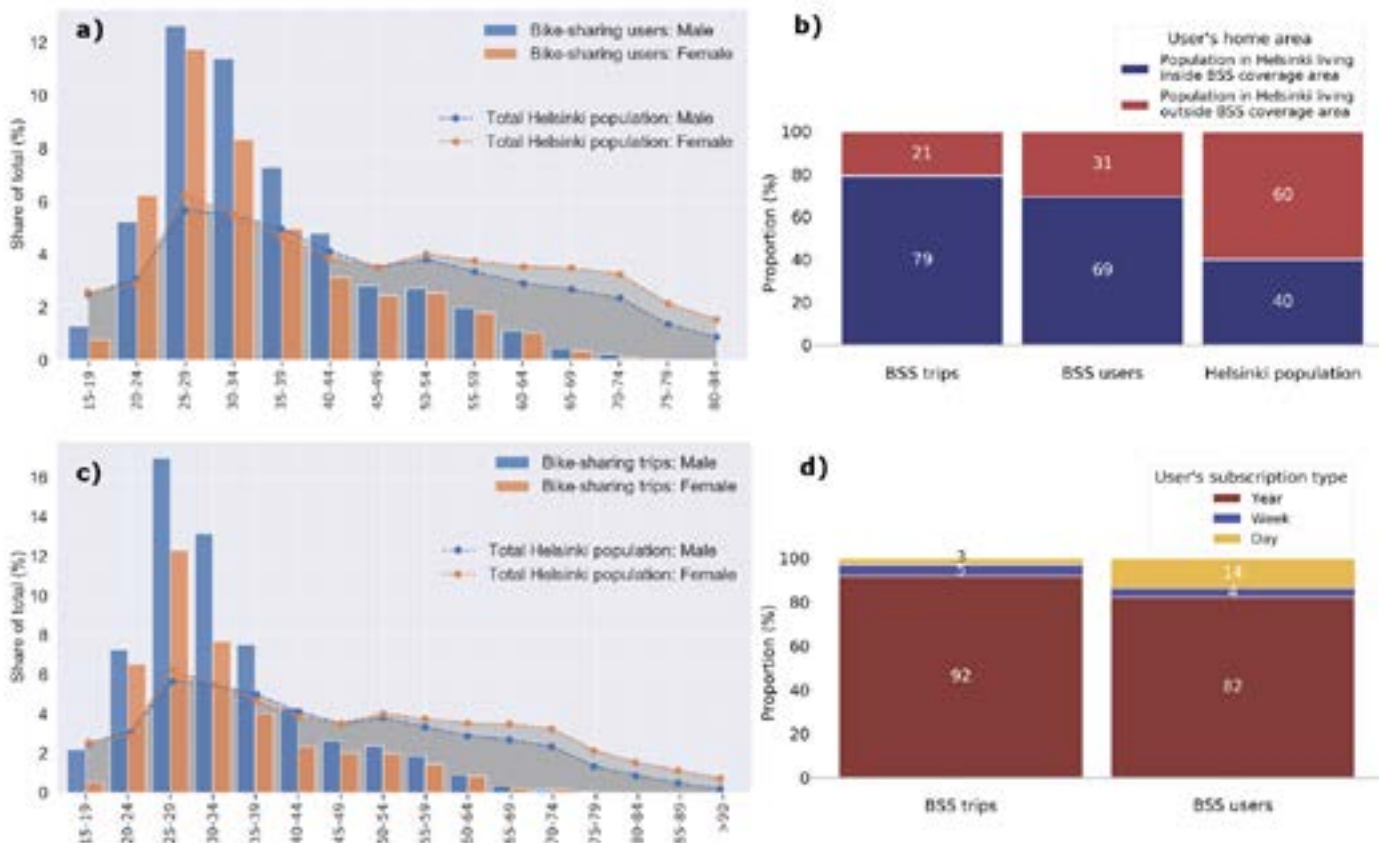 a)
Bike-sharing users: Male
Bike-sharing users: Female
Total Helsinki population: Male
Total Helsinki population: Female
Share of total (%)
12
10
8
6
4
2
0
15-19
20-24
25-29
30-34
35-39
40-44
45-49
50-54
55-59
60-64
65-69
70-74
75-79
80-84
b)
User's home area
Population in Helsinki living
inside BSS coverage area
Population in Helsinki living
outside BSS coverage area
Proportion (%)
100
80
60
40
20
0
21
79
31
69
60
40
BSS trips
BSS users
Helsinki population
c)
Bike-sharing trips: Male
Bike-sharing trips: Female
Total Helsinki population: Male
Total Helsinki population: Female
Share of total (%)
16
14
12
10
8
6
4
2
0
15-19
20-24
25-29
30-34
35-39
40-44
45-49
50-54
55-59
60-64
65-69
70-74
75-79
80-84
85-89
>90
d)
User's subscription type
Year
Week
Day
Proportion (%)
100
80
60
40
20
0
3
5
92
14
4
82
BSS trips
BSS users